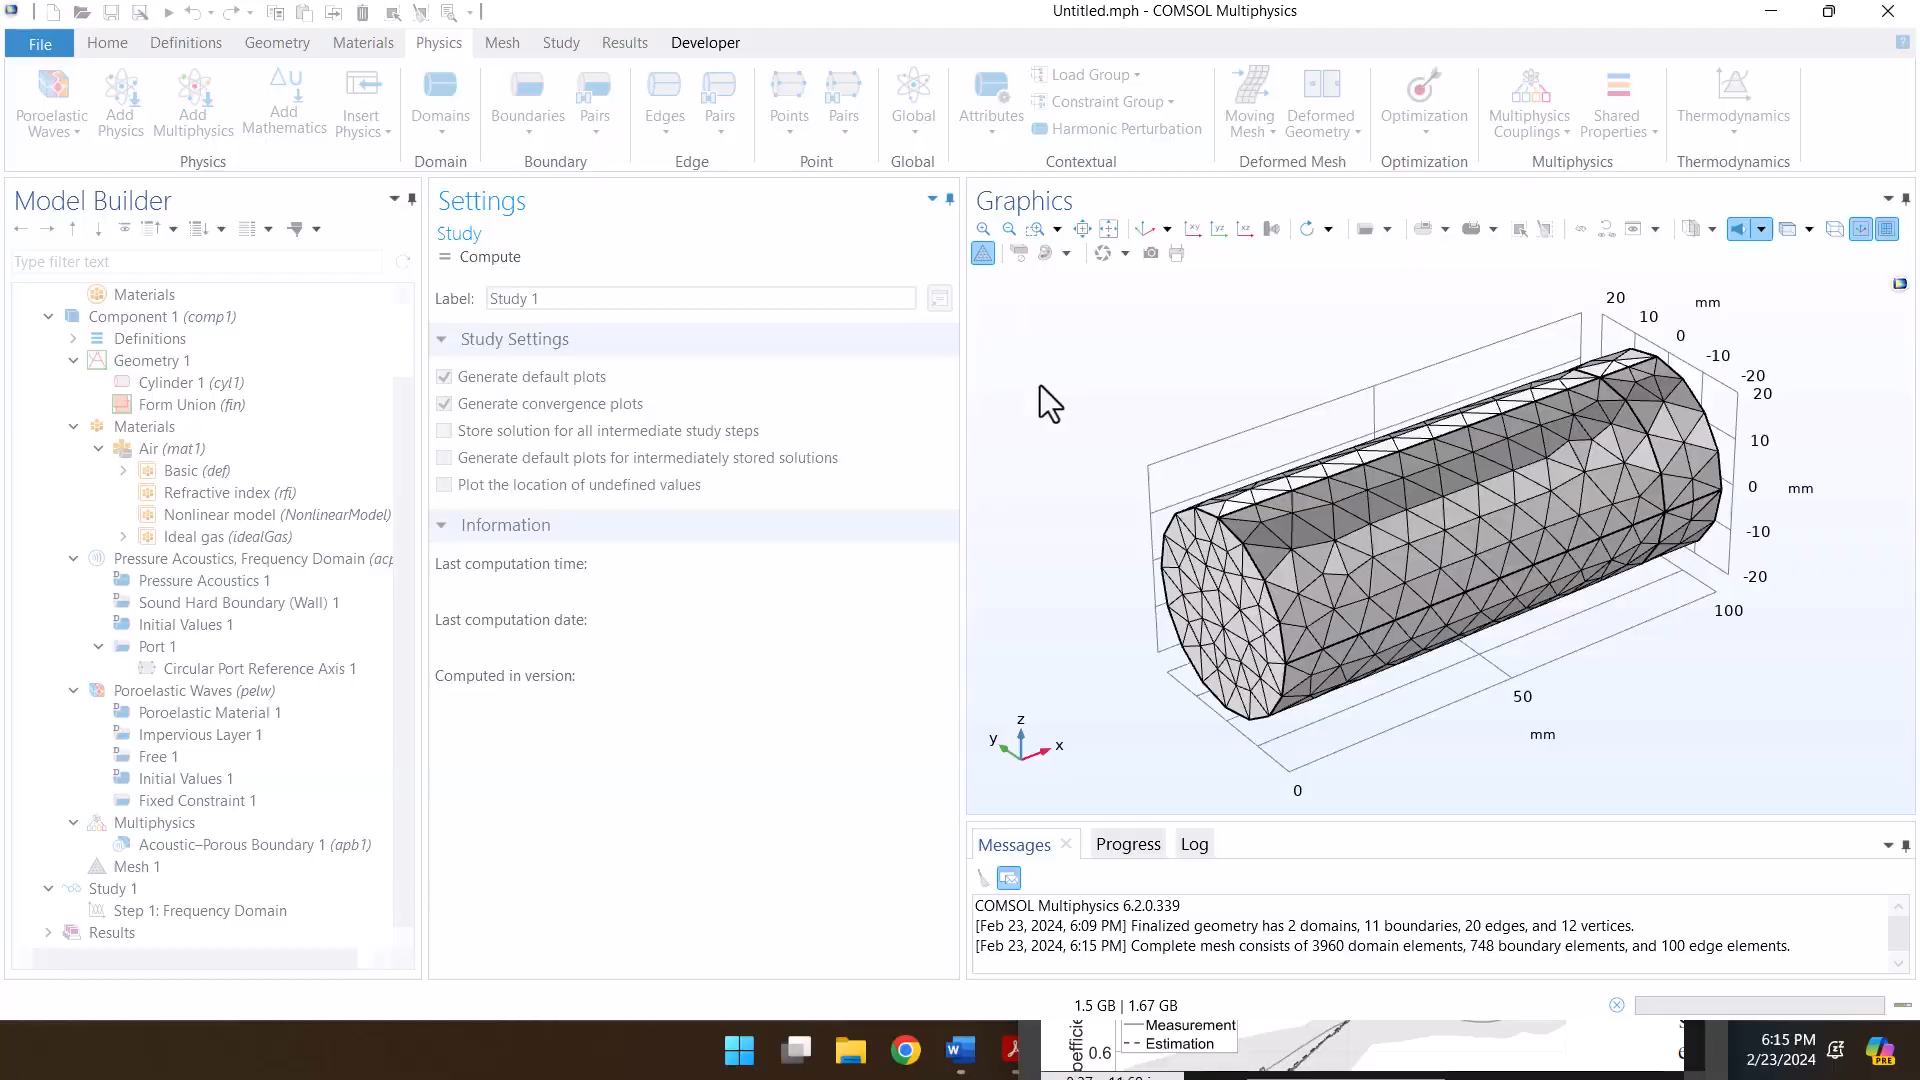 Untitled.mph - COMSOL Multiphysics
File Home Definitions Geometry Materials Physics Mesh Study Results Developer
Poroelastic Waves
Add Physics
Add Multiphysics
Add Mathematics
Insert Physics
Domains
Boundaries
Pairs
Edges
Pairs
Points
Pairs
Global
Attributes
Load Group
Constraint Group
Harmonic Perturbation
Moving Mesh
Deformed Geometry
Optimization
Multiphysics Couplings
Shared Properties
Thermodynamics
Physics Domain Boundary Edge Point Global Contextual Deformed Mesh Optimization Multiphysics Thermodynamics
Model Builder
Type filter text
Materials
Component 1 (comp1)
Definitions
Geometry 1
Cylinder 1 (cyl1)
Form Union (fin)
Materials
Air (mat1)
Basic (def)
Refractive index (rfi)
Nonlinear model (NonlinearModel)
Ideal gas (idealGas)
Pressure Acoustics, Frequency Domain (acp
Pressure Acoustics 1
Sound Hard Boundary (Wall) 1
Initial Values 1
Port 1
Circular Port Reference Axis 1
Poroelastic Waves (pelw)
Poroelastic Material 1
Impervious Layer 1
Free 1
Initial Values 1
Fixed Constraint 1
Multiphysics
Acoustic–Porous Boundary 1 (apb1)
Mesh 1
Study 1
Step 1: Frequency Domain
Results
Settings
Study
= Compute
Label: Study 1
Study Settings
Generate default plots
Generate convergence plots
Store solution for all intermediate study steps
Generate default plots for intermediately stored solutions
Plot the location of undefined values
Information
Last computation time:
Last computation date:
Computed in version:
Graphics
xy yz xz
20
10
0
-10
-20
mm
20
10
0
-10
-20
mm
100
50
0
mm
z
y
x
Messages Progress Log
COMSOL Multiphysics 6.2.0.339
[Feb 23, 2024, 6:09 PM] Finalized geometry has 2 domains, 11 boundaries, 20 edges, and 12 vertices.
[Feb 23, 2024, 6:15 PM] Complete mesh consists of 3960 domain elements, 748 boundary elements, and 100 edge elements.
1.5 GB | 1.67 GB
Measurement
Estimation
0.6
6:15 PM
2/23/2024
PRE